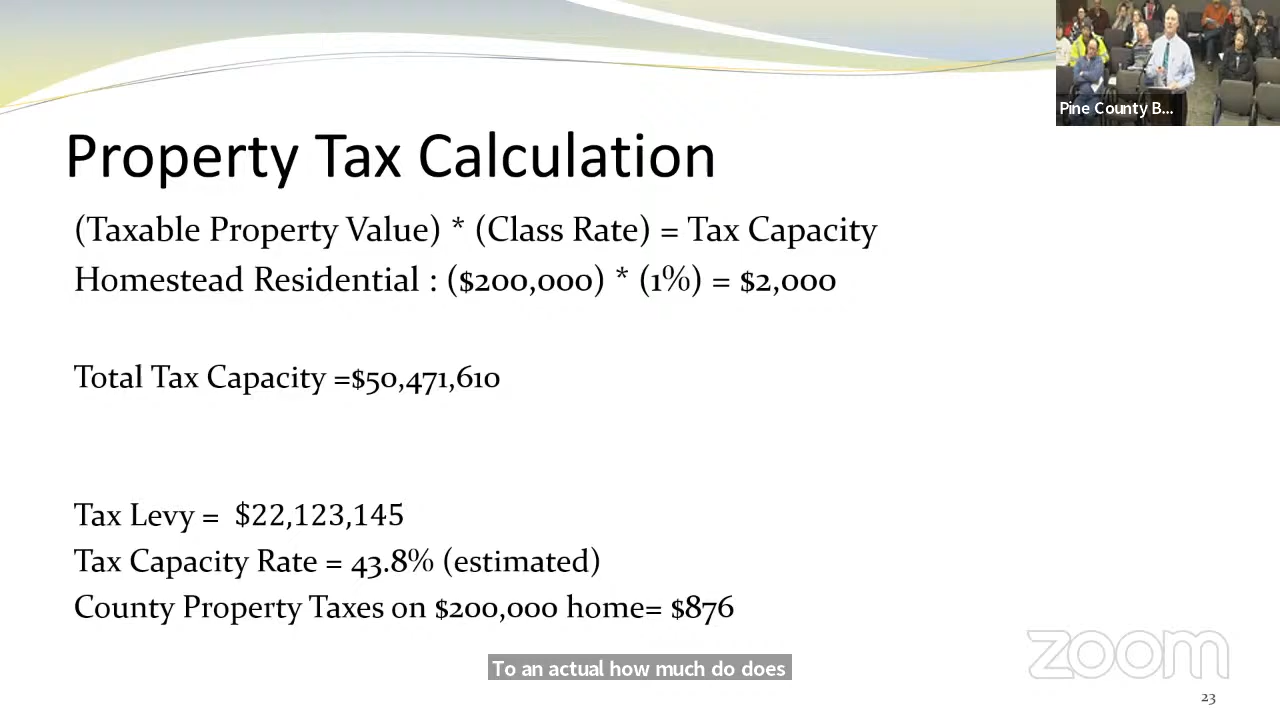 Pine County B...
Property Tax Calculation
(Taxable Property Value) * (Class Rate) = Tax Capacity
Homestead Residential : ($200,000) * (1%) = $2,000
Total Tax Capacity =$50,471,610
Tax Levy = $22,123,145
Tax Capacity Rate = 43.8% (estimated)
County Property Taxes on $200,000 home= $876
To an actual how much do does
zoom
23